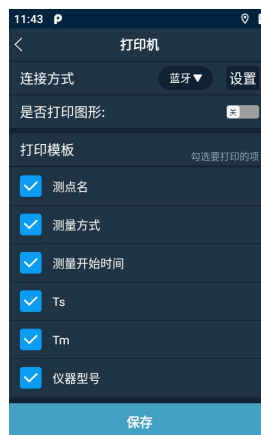 11:43
打印机
连接方式 蓝牙▼ 设置
是否打印图形: 关
打印模板 勾选要打印的项
测点名
测量方式
测量开始时间
Ts
Tm
仪器型号
保存